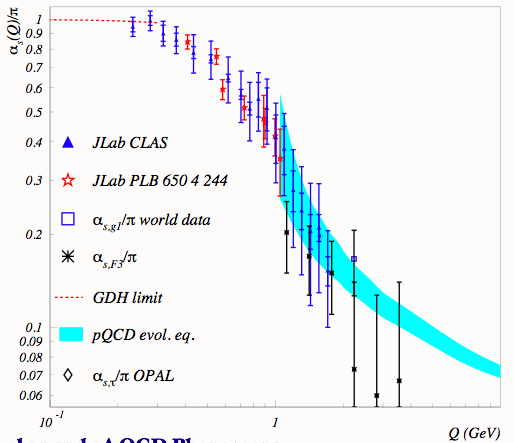 αs(Q)/π
1
0.9
0.8
0.7
0.6
0.5
0.4
0.3
0.2
0.1
0.09
0.08
0.07
0.06
JLab CLAS
JLab PLB 650 4 244
αs,g1/π world data
αs,F3/π
GDH limit
pQCD evol. eq.
αs,τ/π OPAL
10 -1
1
Q (GeV)